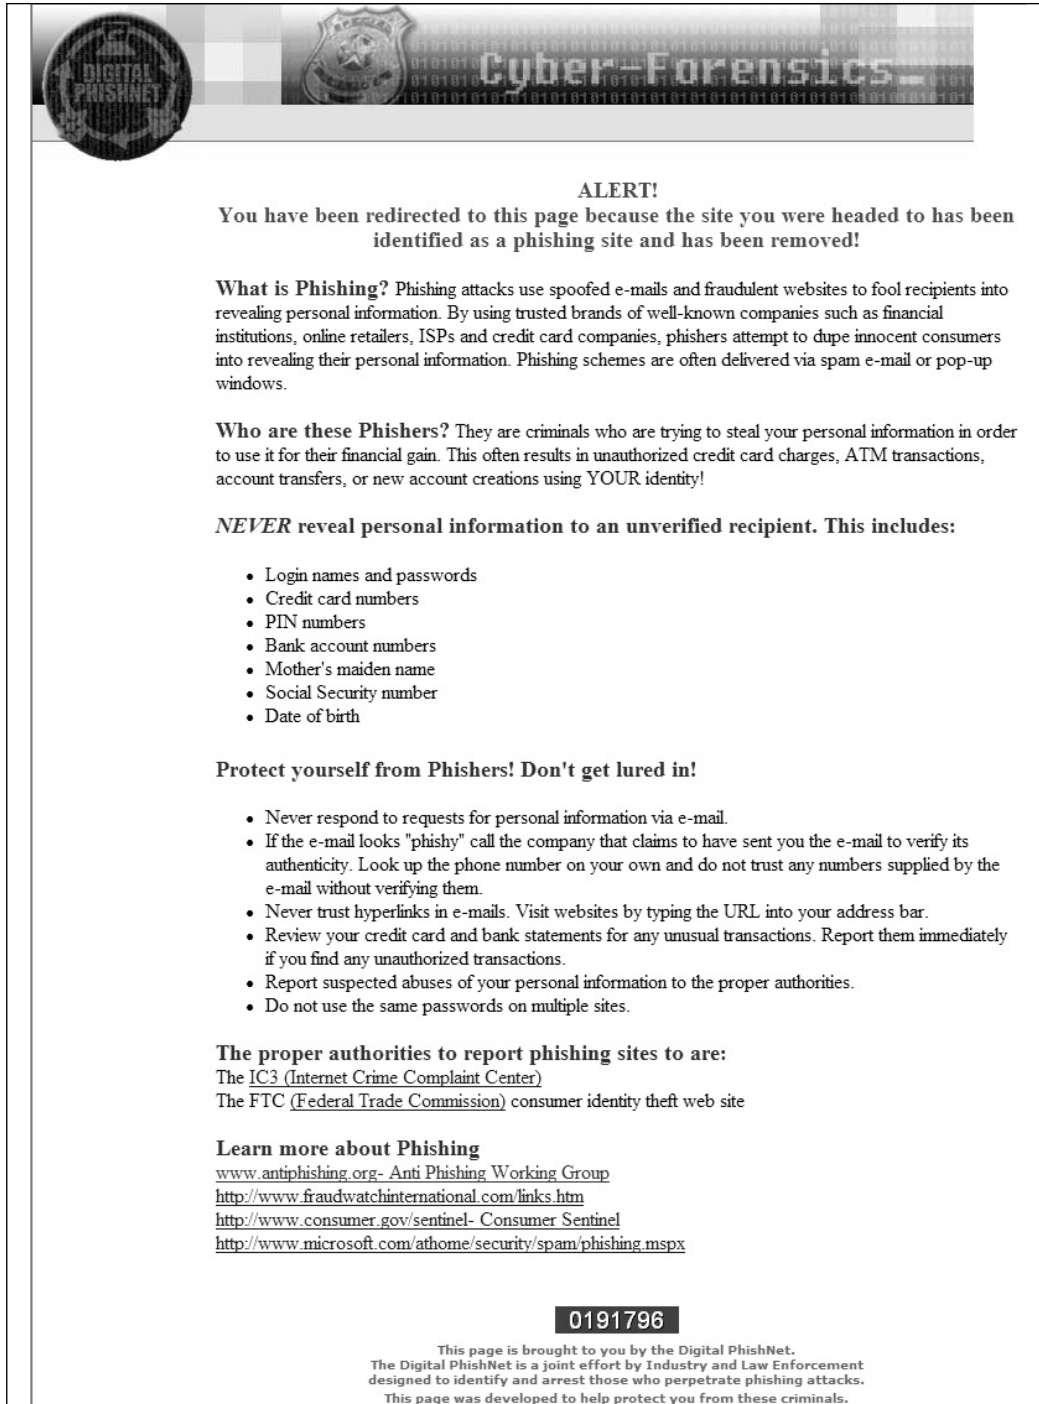 DIGITAL
PHISHNET
SPECIAL
Cyber-Forensics
ALERT!
You have been redirected to this page because the site you were headed to has been
identified as a phishing site and has been removed!
What is Phishing? Phishing attacks use spoofed e-mails and fraudulent websites to fool recipients into
revealing personal information. By using trusted brands of well-known companies such as financial
institutions, online retailers, ISPs and credit card companies, phishers attempt to dupe innocent consumers
into revealing their personal information. Phishing schemes are often delivered via spam e-mail or pop-up
windows.
Who are these Phishers? They are criminals who are trying to steal your personal information in order
to use it for their financial gain. This often results in unauthorized credit card charges, ATM transactions,
account transfers, or new account creations using YOUR identity!
NEVER reveal personal information to an unverified recipient. This includes:
• Login names and passwords
• Credit card numbers
• PIN numbers
• Bank account numbers
• Mother's maiden name
• Social Security number
• Date of birth
Protect yourself from Phishers! Don't get lured in!
• Never respond to requests for personal information via e-mail.
• If the e-mail looks "phishy" call the company that claims to have sent you the e-mail to verify its
authenticity. Look up the phone number on your own and do not trust any numbers supplied by the
e-mail without verifying them.
• Never trust hyperlinks in e-mails. Visit websites by typing the URL into your address bar.
• Review your credit card and bank statements for any unusual transactions. Report them immediately
if you find any unauthorized transactions.
• Report suspected abuses of your personal information to the proper authorities.
• Do not use the same passwords on multiple sites.
The proper authorities to report phishing sites to are:
The IC3 (Internet Crime Complaint Center)
The FTC (Federal Trade Commission) consumer identity theft web site
Learn more about Phishing
www.antiphishing.org- Anti Phishing Working Group
http://www.fraudwatchinternational.com/links.htm
http://www.consumer.gov/sentinel- Consumer Sentinel
http://www.microsoft.com/athome/security/spam/phishing.mspx
0191796
This page is brought to you by the Digital PhishNet.
The Digital PhishNet is a joint effort by Industry and Law Enforcement
designed to identify and arrest those who perpetrate phishing attacks.
This page was developed to help protect you from these criminals.